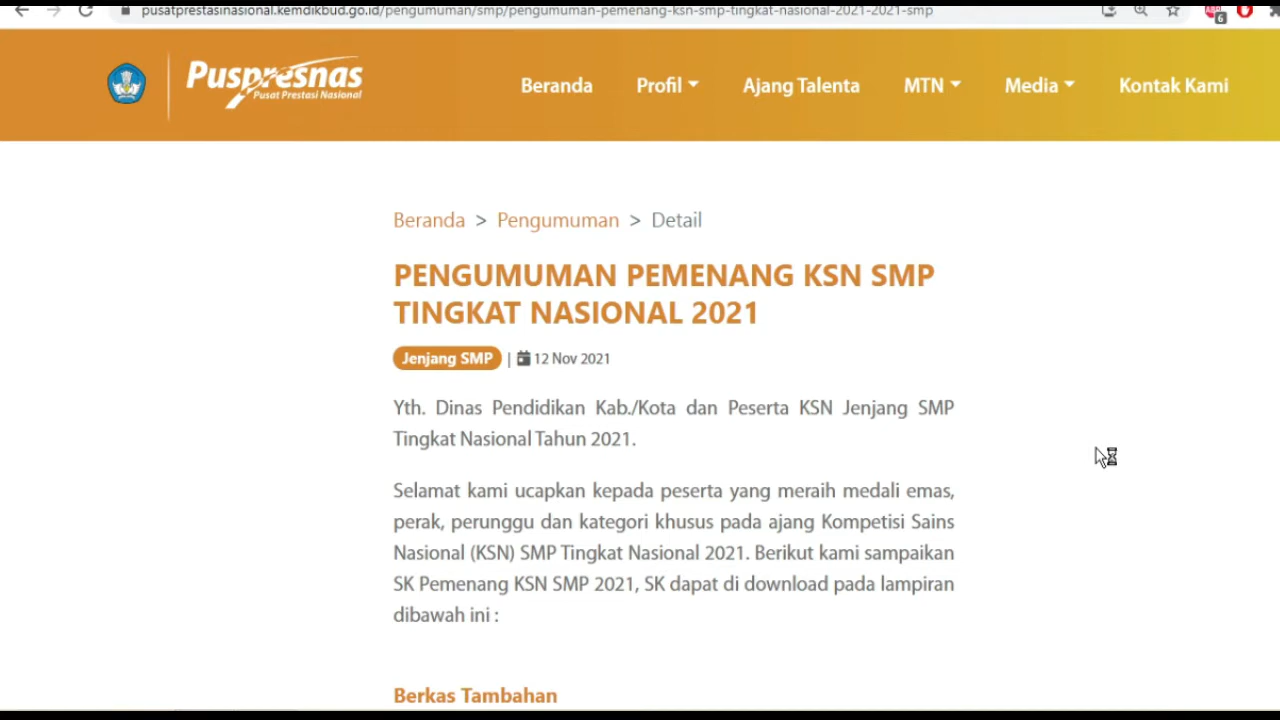 pusatprestasinasional.kemdikbud.go.id/pengumuman/smp/pengumuman-pemenang-ksn-smp-tingkat-nasional-2021-2021-smp
6
Puspresnas
Pusat Prestasi Nasional
Beranda Profil Ajang Talenta MTN Media Kontak Kami
Beranda > Pengumuman > Detail
PENGUMUMAN PEMENANG KSN SMP
TINGKAT NASIONAL 2021
Jenjang SMP | 12 Nov 2021
Yth. Dinas Pendidikan Kab./Kota dan Peserta KSN Jenjang SMP
Tingkat Nasional Tahun 2021.
Selamat kami ucapkan kepada peserta yang meraih medali emas,
perak, perunggu dan kategori khusus pada ajang Kompetisi Sains
Nasional (KSN) SMP Tingkat Nasional 2021. Berikut kami sampaikan
SK Pemenang KSN SMP 2021, SK dapat di download pada lampiran
dibawah ini :
Berkas Tambahan